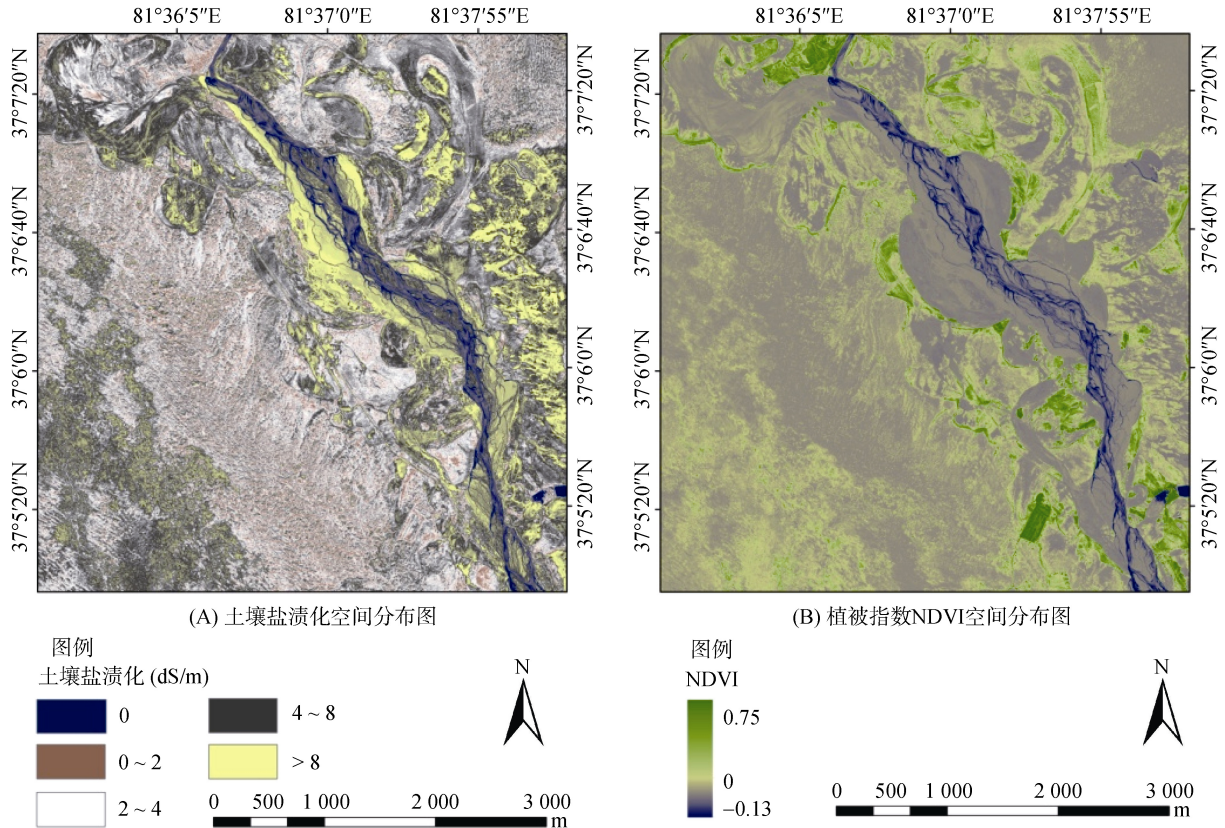 81°36′5″E 81°37′0″E 81°37′55″E
81°36′5″E 81°37′0″E 81°37′55″E
37°7′20″N 37°7′20″N 37°7′20″N 37°7′20″N
37°6′40″N 37°6′40″N 37°6′40″N 37°6′40″N
37°6′0″N 37°6′0″N 37°6′0″N 37°6′0″N
37°5′20″N 37°5′20″N 37°5′20″N 37°5′20″N
(A) 土壤盐渍化空间分布图
(B) 植被指数NDVI空间分布图
图例
土壤盐渍化 (dS/m)
0
0 ~ 2
2 ~ 4
4 ~ 8
> 8
N
0 500 1 000 2 000 3 000
m
图例
NDVI
0.75
0
−0.13
N
0 500 1 000 2 000 3 000
m